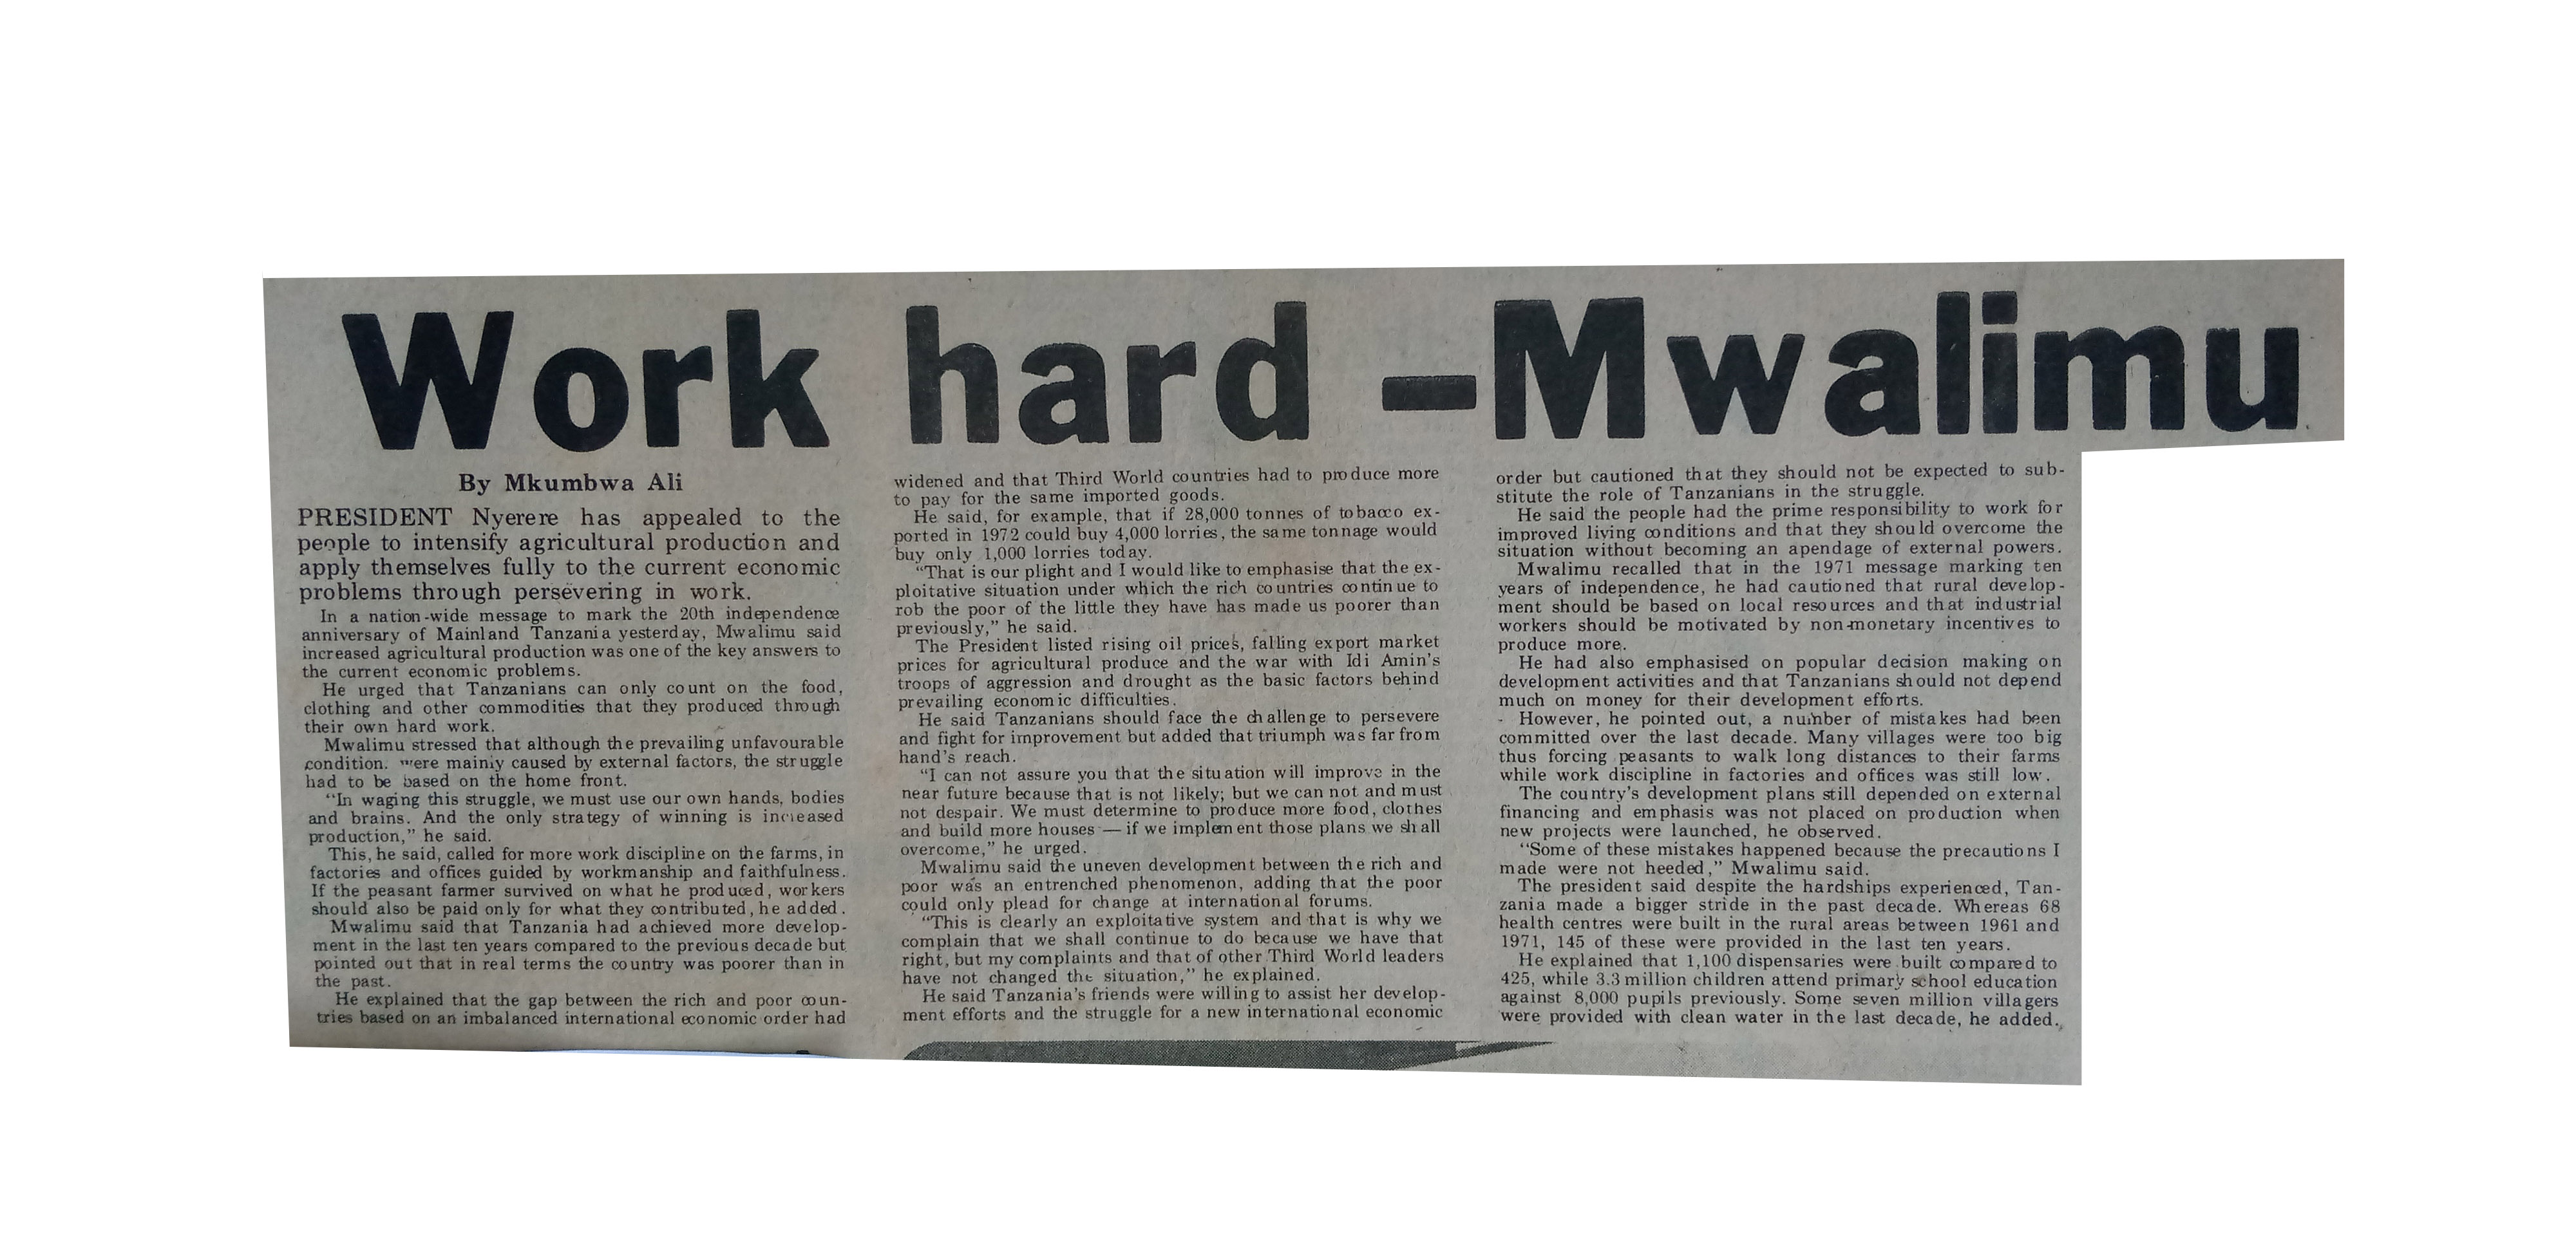 Work hard —Mwalimu
By Mkumbwa Ali
PRESIDENT Nyerere has appealed to the
people to intensify agricultural production and
apply themselves fully to the current economic
problems through persevering in work.
In a nation-wide message to mark the 20th independence
anniversary of Mainland Tanzania yesterday, Mwalimu said
increased agricultural production was one of the key answers to
the current economic problems.
He urged that Tanzanians can only count on the food,
clothing and other commodities that they produced through
their own hard work.
Mwalimu stressed that although the prevailing unfavourable
condition. were mainly caused by external factors, the struggle
had to be based on the home front.
“In waging this struggle, we must use our own hands, bodies
and brains. And the only strategy of winning is increased
production,” he said.
This, he said, called for more work discipline on the farms, in
factories and offices guided by workmanship and faithfulness.
If the peasant farmer survived on what he produced, workers
should also be paid only for what they contributed, he added.
Mwalimu said that Tanzania had achieved more develop-
ment in the last ten years compared to the previous decade but
pointed out that in real terms the country was poorer than in
the past.
He explained that the gap between the rich and poor coun-
tries based on an imbalanced international economic order had
widened and that Third World countries had to produce more
to pay for the same imported goods.
He said, for example, that if 28,000 tonnes of tobacco ex-
ported in 1972 could buy 4,000 lorries, the same tonnage would
buy only 1,000 lorries today.
“That is our plight and I would like to emphasise that the ex-
ploitative situation under which the rich countries continue to
rob the poor of the little they have has made us poorer than
previously,” he said.
The President listed rising oil prices, falling export market
prices for agricultural produce and the war with Idi Amin’s
troops of aggression and drought as the basic factors behind
prevailing economic difficulties.
He said Tanzanians should face the challenge to persevere
and fight for improvement but added that triumph was far from
hand’s reach.
“I can not assure you that the situation will improve in the
near future because that is not likely; but we can not and must
not despair. We must determine to produce more food, clothes
and build more houses — if we implement those plans we shall
overcome,” he urged.
Mwalimu said the uneven development between the rich and
poor was an entrenched phenomenon, adding that the poor
could only plead for change at international forums.
“This is clearly an exploitative system and that is why we
complain that we shall continue to do because we have that
right, but my complaints and that of other Third World leaders
have not changed the situation,” he explained.
He said Tanzania’s friends were willing to assist her develop-
ment efforts and the struggle for a new international economic
order but cautioned that they should not be expected to sub-
stitute the role of Tanzanians in the struggle.
He said the people had the prime responsibility to work for
improved living conditions and that they should overcome the
situation without becoming an apendage of external powers.
Mwalimu recalled that in the 1971 message marking ten
years of independence, he had cautioned that rural develop-
ment should be based on local resources and that industrial
workers should be motivated by non-monetary incentives to
produce more.
He had also emphasised on popular decision making on
development activities and that Tanzanians should not depend
much on money for their development efforts.
However, he pointed out, a number of mistakes had been
committed over the last decade. Many villages were too big
thus forcing peasants to walk long distances to their farms
while work discipline in factories and offices was still low.
The country’s development plans still depended on external
financing and emphasis was not placed on production when
new projects were launched, he observed.
“Some of these mistakes happened because the precautions I
made were not heeded,” Mwalimu said.
The president said despite the hardships experienced, Tan-
zania made a bigger stride in the past decade. Whereas 68
health centres were built in the rural areas between 1961 and
1971, 145 of these were provided in the last ten years.
He explained that 1,100 dispensaries were built compared to
425, while 3.3 million children attend primary school education
against 8,000 pupils previously. Some seven million villagers
were provided with clean water in the last decade, he added.